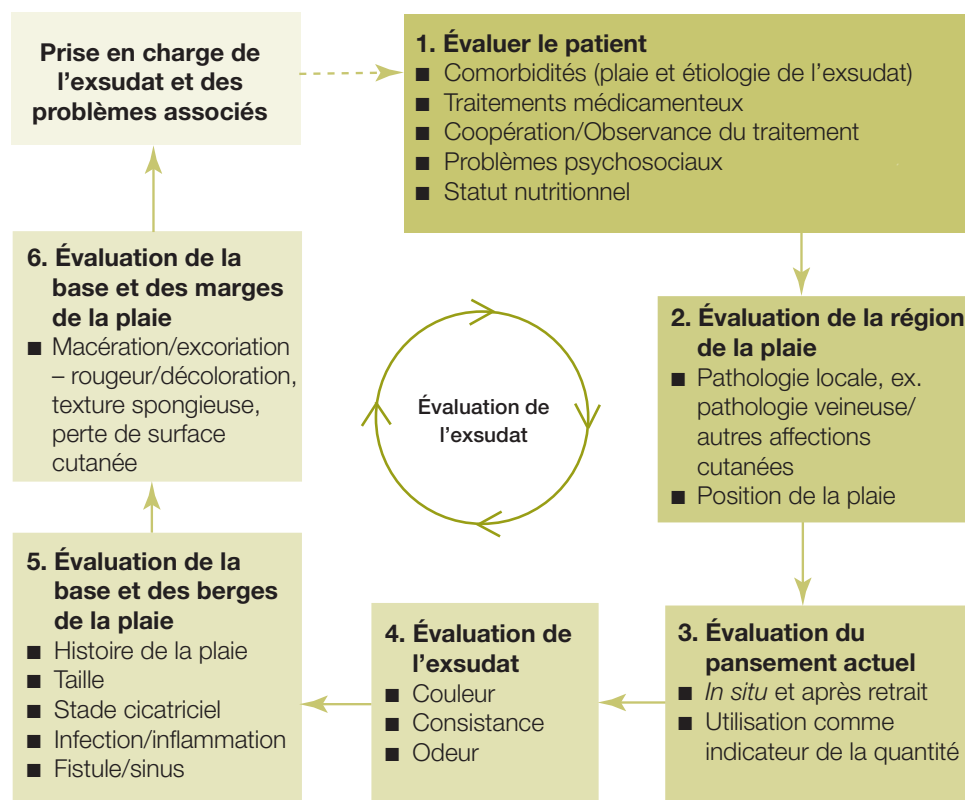 Prise en charge de
l’exsudat et des
problèmes associés
1. Évaluer le patient
■ Comorbidités (plaie et étiologie de l’exsudat)
■ Traitements médicamenteux
■ Coopération/Observance du traitement
■ Problèmes psychosociaux
■ Statut nutritionnel
2. Évaluation de la région
de la plaie
■ Pathologie locale, ex.
pathologie veineuse/
autres affections
cutanées
■ Position de la plaie
3. Évaluation du
pansement actuel
■ In situ et après retrait
■ Utilisation comme
indicateur de la quantité
4. Évaluation de
l’exsudat
■ Couleur
■ Consistance
■ Odeur
5. Évaluation de la
base et des berges
de la plaie
■ Histoire de la plaie
■ Taille
■ Stade cicatriciel
■ Infection/inflammation
■ Fistule/sinus
6. Évaluation de la
base et des marges
de la plaie
■ Macération/excoriation
– rougeur/décoloration,
texture spongieuse,
perte de surface
cutanée
Évaluation de
l’exsudat